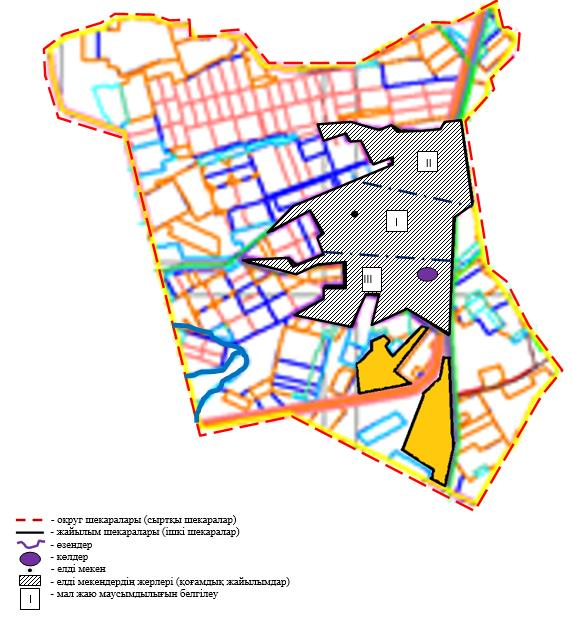 II
I
III
- округ шекаралары (сыртқы шекаралар)
- жайылым шекаралары (ішкі шекаралар)
- өзендер
- көлдер
- елді мекен
- елді мекендердің жерлері (қоғамдық жайылымдар)
I - мал жаю маусымдылығын белгілеу